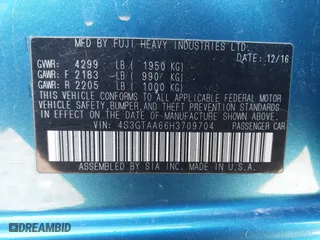 MFD BY FUJI HEAVY INDUSTRIES LTD.
GVWR: 4299 LB ( 1950 KG) 12/16
GAWR: F 2183 LB ( 990 KG)
GAWR: R 2205 LB ( 1000 KG)
THIS VEHICLE CONFORMS TO ALL APPLICABLE FEDERAL MOTOR
VEHICLE SAFETY, BUMPER, AND THEFT PREVENTION STANDARDS
IN EFFECT ON THE DATE OF MANUFACTURE SHOWN ABOVE.
PASSENGER CAR
VIN: 4S3GTAA66H3709704
ASSEMBLED BY SIA INC. MADE IN U.S.A.
DREAMBID